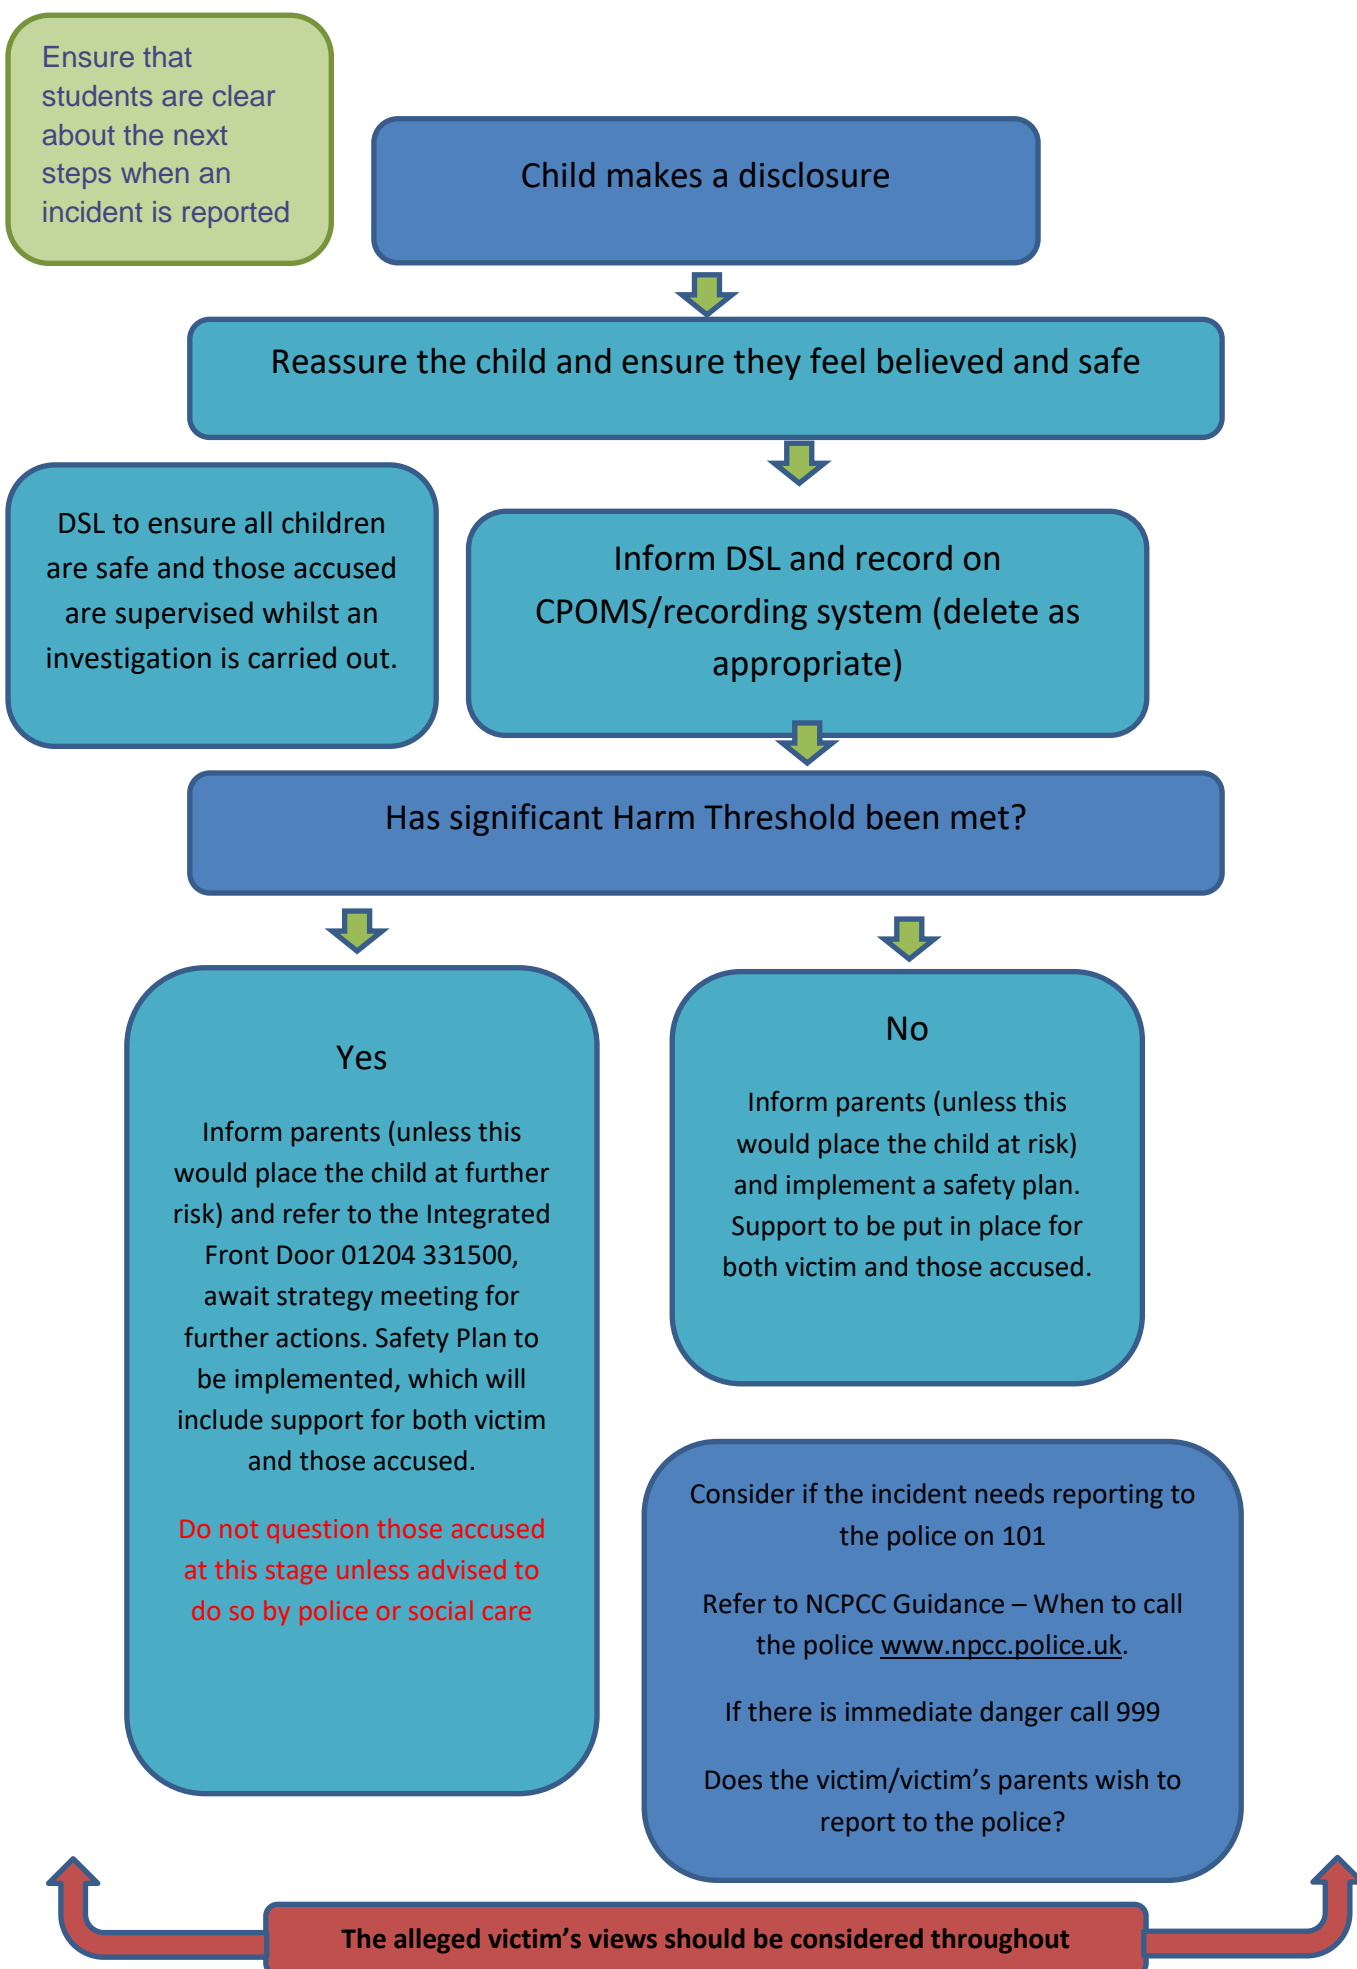 Ensure that
students are clear
about the next
steps when an
incident is reported
Child makes a disclosure
Reassure the child and ensure they feel believed and safe
DSL to ensure all children
are safe and those accused
are supervised whilst an
investigation is carried out.
Inform DSL and record on
CPOMS/recording system (delete as
appropriate)
Has significant Harm Threshold been met?
Yes
Inform parents (unless this
would place the child at further
risk) and refer to the Integrated
Front Door 01204 331500,
await strategy meeting for
further actions. Safety Plan to
be implemented, which will
include support for both victim
and those accused.
Do not question those accused
at this stage unless advised to
do so by police or social care
No
Inform parents (unless this
would place the child at risk)
and implement a safety plan.
Support to be put in place for
both victim and those accused.
Consider if the incident needs reporting to
the police on 101
Refer to NCPCC Guidance – When to call
the police www.npcc.police.uk.
If there is immediate danger call 999
Does the victim/victim’s parents wish to
report to the police?
The alleged victim’s views should be considered throughout